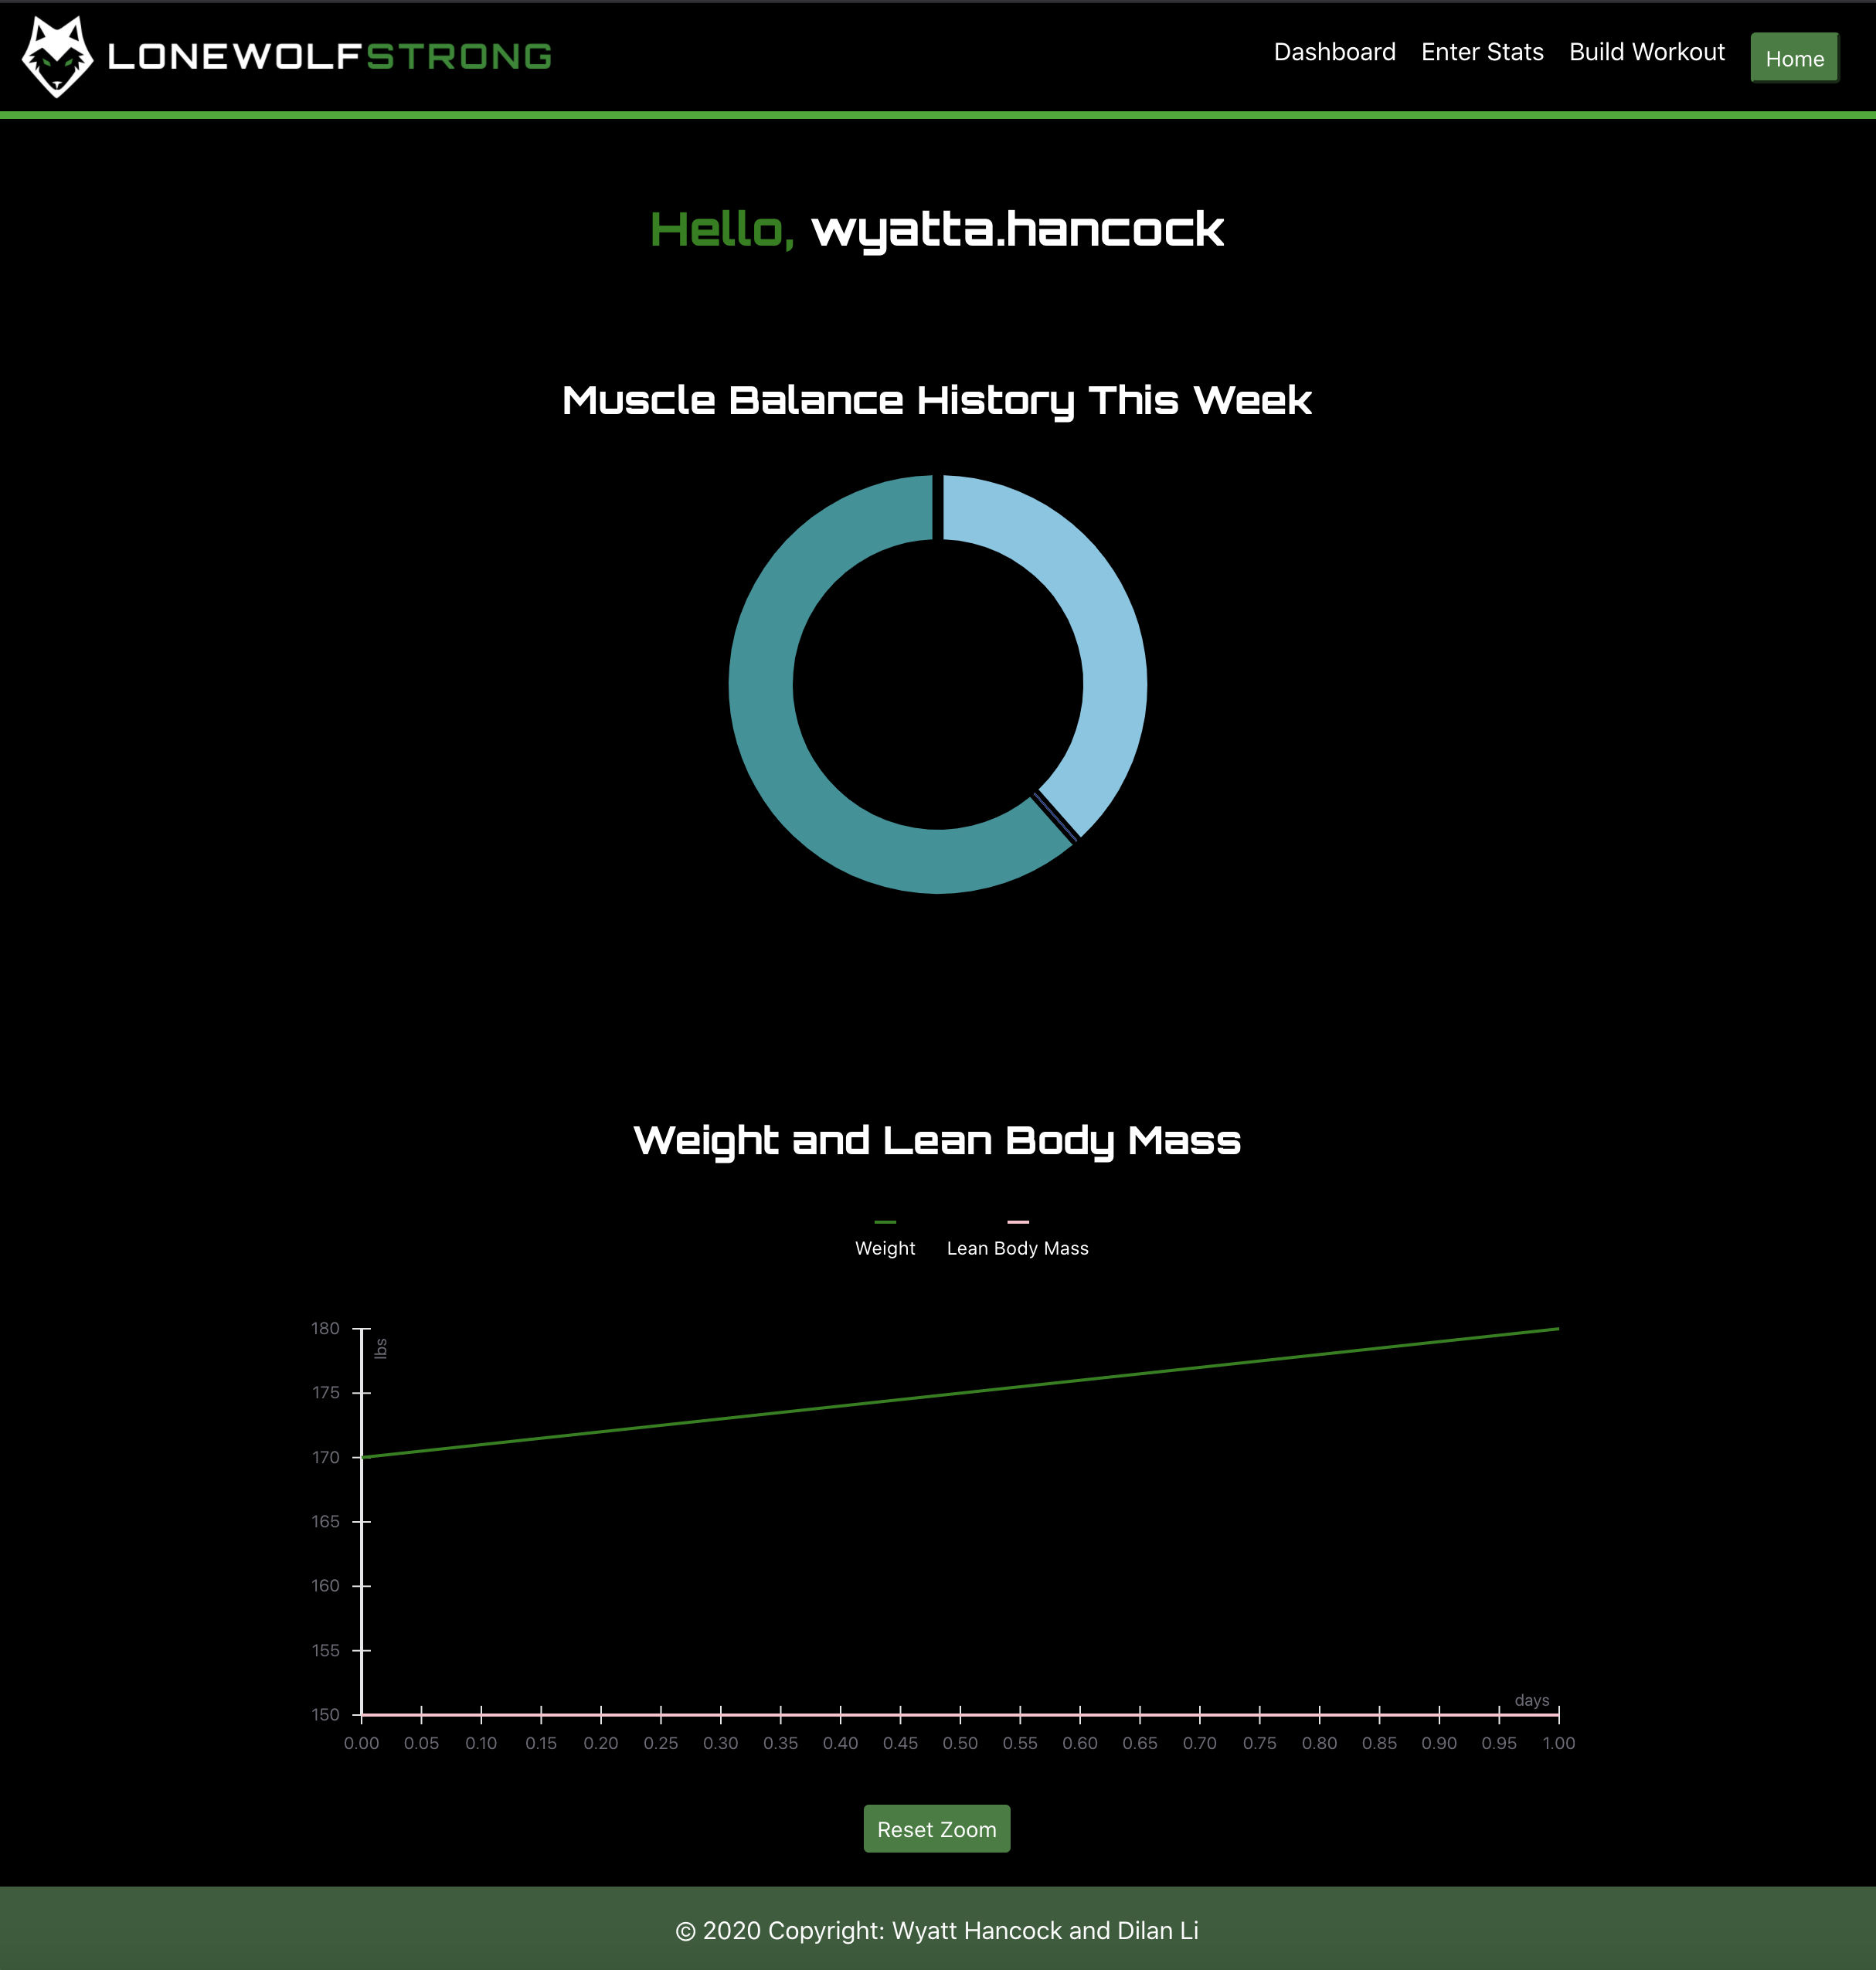 LONEWOLFSTRONG
Dashboard Enter Stats Build Workout Home
Hello, wyatta.hancock
Muscle Balance History This Week
Weight and Lean Body Mass
Weight Lean Body Mass
180
lbs
175
170
165
160
155
days
150
0.00 0.05 0.10 0.15 0.20 0.25 0.30 0.35 0.40 0.45 0.50 0.55 0.60 0.65 0.70 0.75 0.80 0.85 0.90 0.95 1.00
Reset Zoom
© 2020 Copyright: Wyatt Hancock and Dilan Li